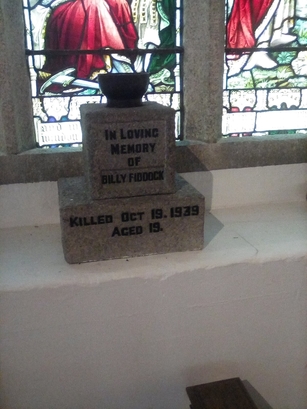 IN LOVING
MEMORY
OF
BILLY FIDDOCK
KILLED OCT 19. 1939
AGED 19.